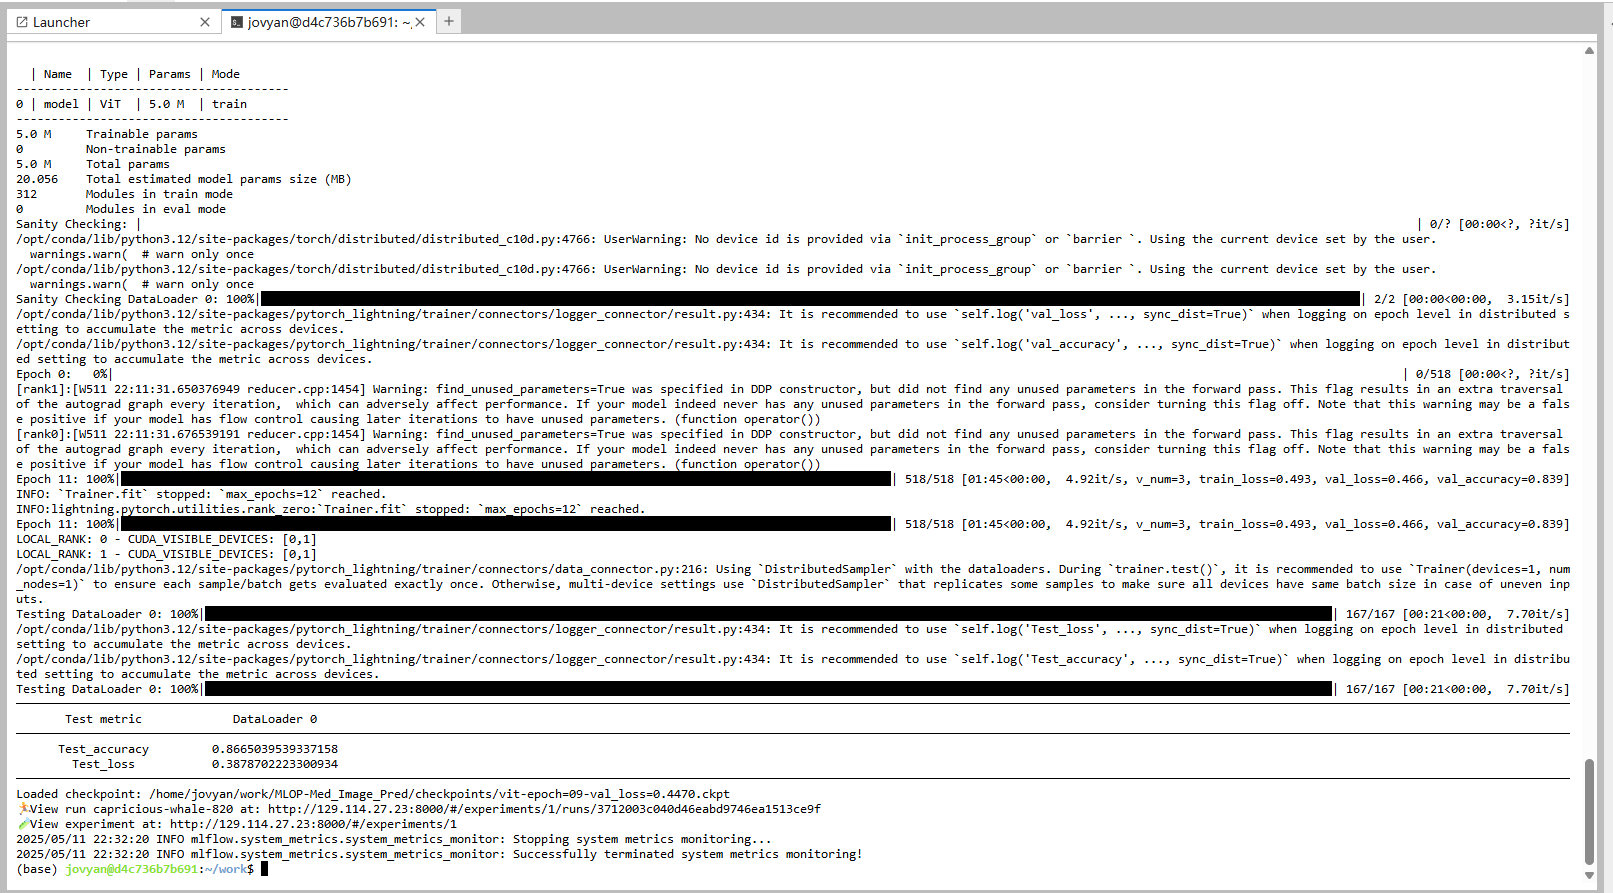 Launcher
jovyan@d4c736b7b691: ~,
| Name | Type | Params | Mode
---------------------------------------
0 | model | ViT | 5.0 M | train
---------------------------------------
5.0 M Trainable params
0 Non-trainable params
5.0 M Total params
20.056 Total estimated model params size (MB)
312 Modules in train mode
0 Modules in eval mode
Sanity Checking: | | 0/? [00:00<?, ?it/s]
/opt/conda/lib/python3.12/site-packages/torch/distributed/distributed_c10d.py:4766: UserWarning: No device id is provided via `init_process_group` or `barrier `. Using the current device set by the user.
warnings.warn( # warn only once
/opt/conda/lib/python3.12/site-packages/torch/distributed/distributed_c10d.py:4766: UserWarning: No device id is provided via `init_process_group` or `barrier `. Using the current device set by the user.
warnings.warn( # warn only once
Sanity Checking DataLoader 0: 100%| | 2/2 [00:00<00:00, 3.15it/s]
/opt/conda/lib/python3.12/site-packages/pytorch_lightning/trainer/connectors/logger_connector/result.py:434: It is recommended to use `self.log('val_loss', ..., sync_dist=True)` when logging on epoch level in distributed s
etting to accumulate the metric across devices.
/opt/conda/lib/python3.12/site-packages/pytorch_lightning/trainer/connectors/logger_connector/result.py:434: It is recommended to use `self.log('val_accuracy', ..., sync_dist=True)` when logging on epoch level in distribut
ed setting to accumulate the metric across devices.
Epoch 0: 0%| | 0/518 [00:00<?, ?it/s]
[rank1]:[W511 22:11:31.650376949 reducer.cpp:1454] Warning: find_unused_parameters=True was specified in DDP constructor, but did not find any unused parameters in the forward pass. This flag results in an extra traversal
of the autograd graph every iteration, which can adversely affect performance. If your model indeed never has any unused parameters in the forward pass, consider turning this flag off. Note that this warning may be a fals
e positive if your model has flow control causing later iterations to have unused parameters. (function operator())
[rank0]:[W511 22:11:31.676539191 reducer.cpp:1454] Warning: find_unused_parameters=True was specified in DDP constructor, but did not find any unused parameters in the forward pass. This flag results in an extra traversal
of the autograd graph every iteration, which can adversely affect performance. If your model indeed never has any unused parameters in the forward pass, consider turning this flag off. Note that this warning may be a fals
e positive if your model has flow control causing later iterations to have unused parameters. (function operator())
Epoch 11: 100%| | 518/518 [01:45<00:00, 4.92it/s, v_num=3, train_loss=0.493, val_loss=0.466, val_accuracy=0.839]
INFO: `Trainer.fit` stopped: `max_epochs=12` reached.
INFO:lightning.pytorch.utilities.rank_zero:`Trainer.fit` stopped: `max_epochs=12` reached.
Epoch 11: 100%| | 518/518 [01:45<00:00, 4.92it/s, v_num=3, train_loss=0.493, val_loss=0.466, val_accuracy=0.839]
LOCAL_RANK: 0 - CUDA_VISIBLE_DEVICES: [0,1]
LOCAL_RANK: 1 - CUDA_VISIBLE_DEVICES: [0,1]
/opt/conda/lib/python3.12/site-packages/pytorch_lightning/trainer/connectors/data_connector.py:216: Using `DistributedSampler` with the dataloaders. During `trainer.test()`, it is recommended to use `Trainer(devices=1, num
_nodes=1)` to ensure each sample/batch gets evaluated exactly once. Otherwise, multi-device settings use `DistributedSampler` that replicates some samples to make sure all devices have same batch size in case of uneven inp
uts.
Testing DataLoader 0: 100%| | 167/167 [00:21<00:00, 7.70it/s]
/opt/conda/lib/python3.12/site-packages/pytorch_lightning/trainer/connectors/logger_connector/result.py:434: It is recommended to use `self.log('Test_loss', ..., sync_dist=True)` when logging on epoch level in distributed
setting to accumulate the metric across devices.
/opt/conda/lib/python3.12/site-packages/pytorch_lightning/trainer/connectors/logger_connector/result.py:434: It is recommended to use `self.log('Test_accuracy', ..., sync_dist=True)` when logging on epoch level in distribu
ted setting to accumulate the metric across devices.
Testing DataLoader 0: 100%| | 167/167 [00:21<00:00, 7.70it/s]
Test metric DataLoader 0
Test_accuracy 0.8665039539337158
Test_loss 0.3878702223300934
Loaded checkpoint: /home/jovyan/work/MLOP-Med_Image_Pred/checkpoints/vit-epoch=09-val_loss=0.4470.ckpt
🏃View run capricious-whale-820 at: http://129.114.27.23:8000/#/experiments/1/runs/3712003c040d46eabd9746ea1513ce9f
🧪View experiment at: http://129.114.27.23:8000/#/experiments/1
2025/05/11 22:32:20 INFO mlflow.system_metrics.system_metrics_monitor: Stopping system metrics monitoring...
2025/05/11 22:32:20 INFO mlflow.system_metrics.system_metrics_monitor: Successfully terminated system metrics monitoring!
(base) jovyan@d4c736b7b691:~/work$